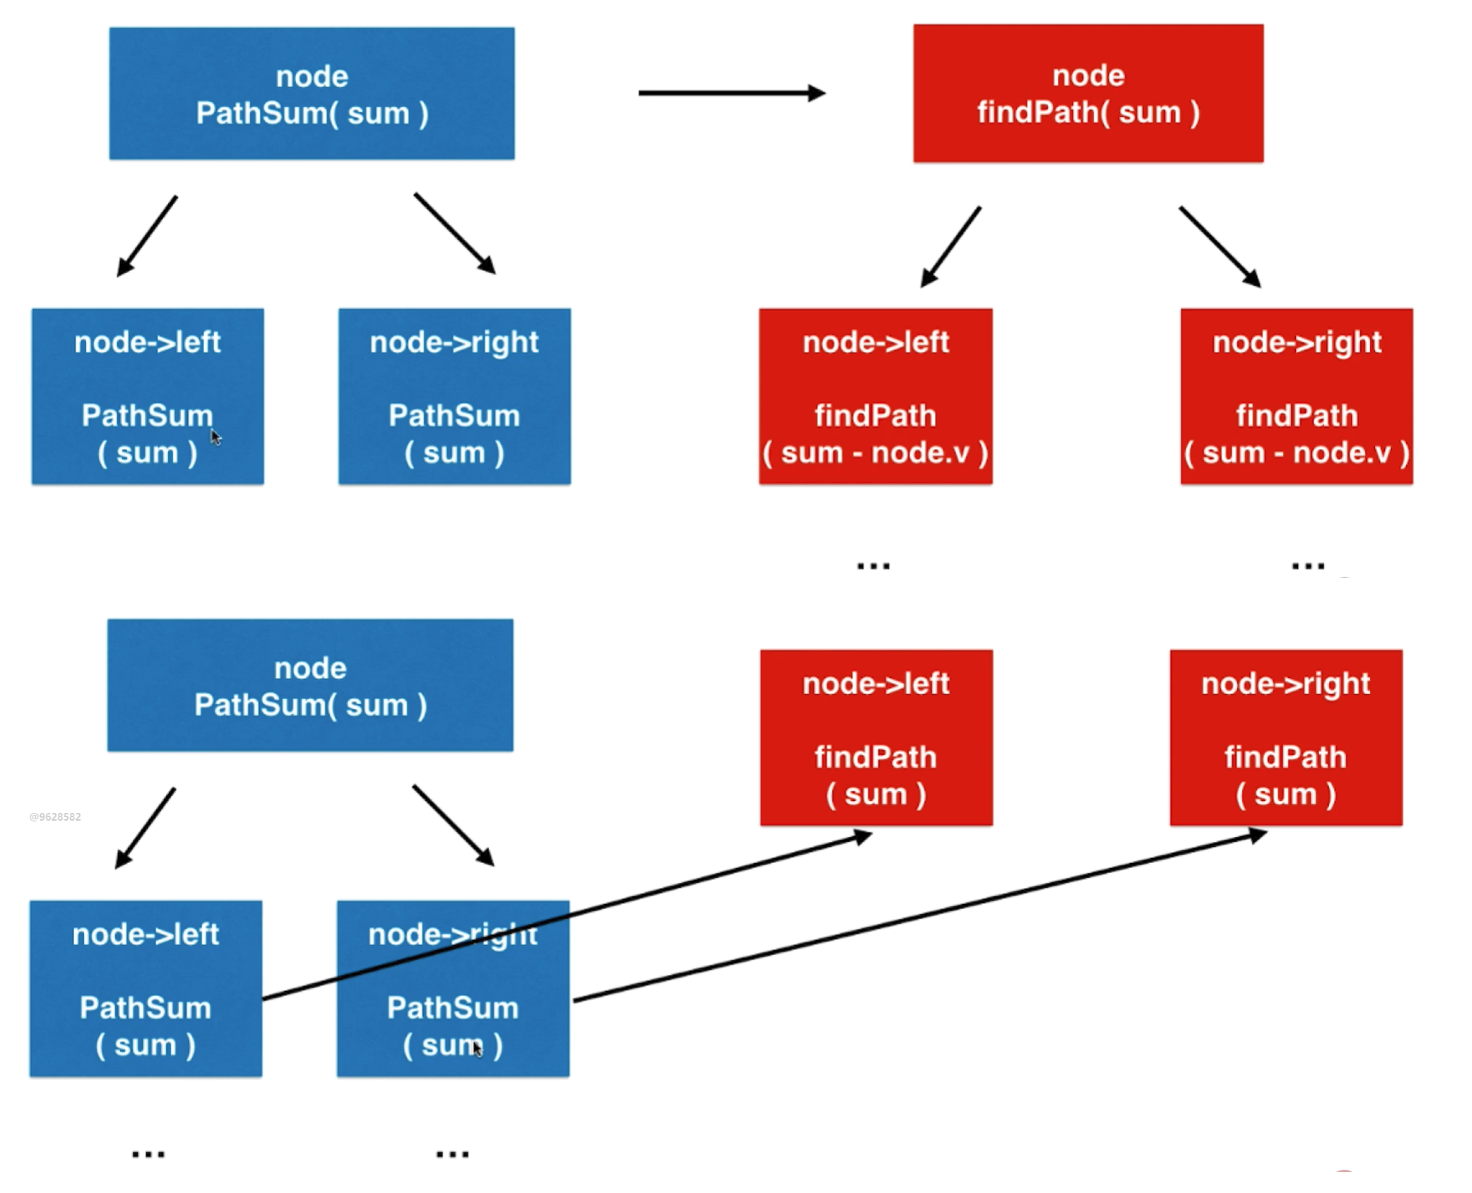 node
PathSum( sum )
node
findPath( sum )
node->left
PathSum
( sum )
node->right
PathSum
( sum )
node->left
findPath
( sum - node.v )
node->right
findPath
( sum - node.v )
...
...
node
PathSum( sum )
node->left
findPath
( sum )
node->right
findPath
( sum )
@9628582
node->left
PathSum
( sum )
node->right
PathSum
( sum )
...
...